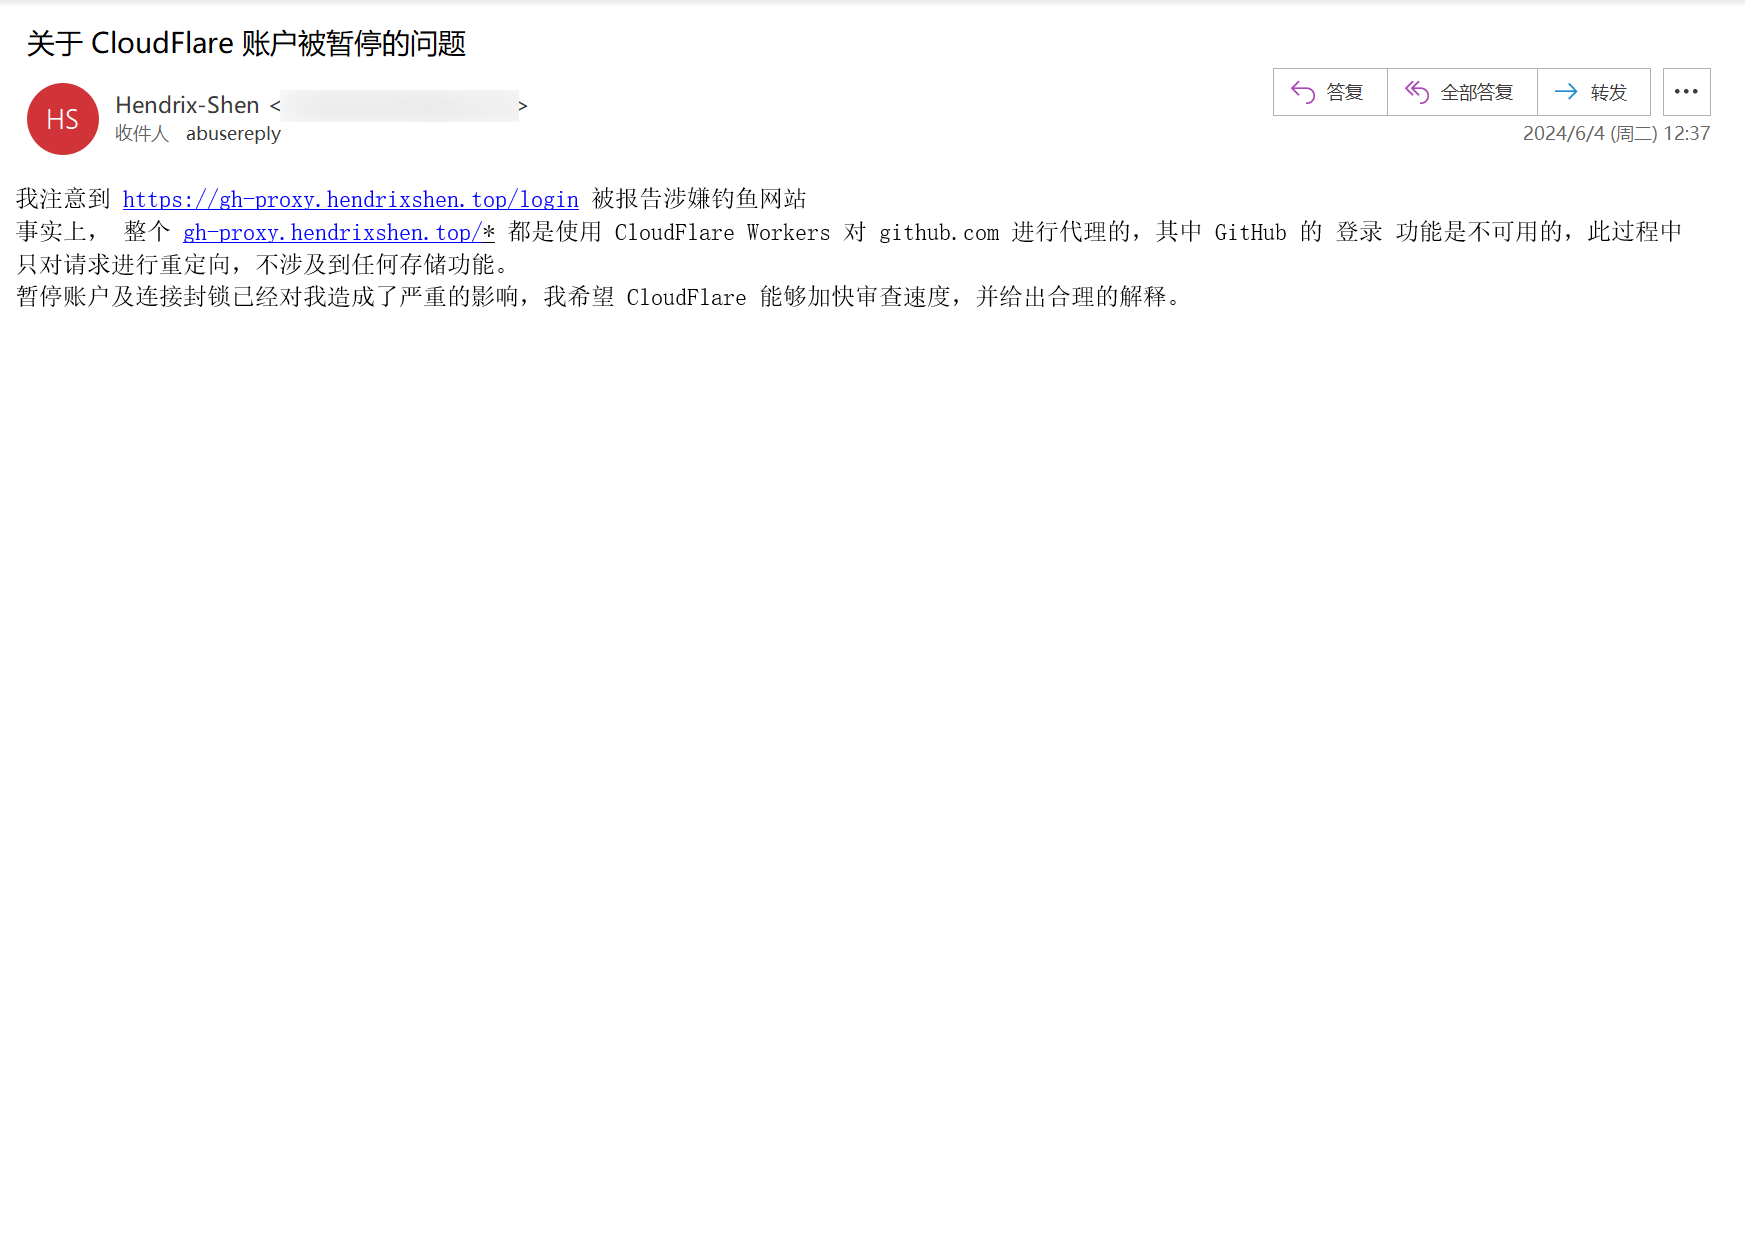 关于 CloudFlare 账户被暂停的问题
HS
Hendrix-Shen < >
收件人 abusereply
答复 全部答复 转发 ···
2024/6/4 (周二) 12:37
我注意到 https://gh-proxy.hendrixshen.top/login 被报告涉嫌钓鱼网站
事实上， 整个 gh-proxy.hendrixshen.top/* 都是使用 CloudFlare Workers 对 github.com 进行代理的，其中 GitHub 的 登录 功能是不可用的，此过程中
只对请求进行重定向，不涉及到任何存储功能。
暂停账户及连接封锁已经对我造成了严重的影响，我希望 CloudFlare 能够加快审查速度，并给出合理的解释。